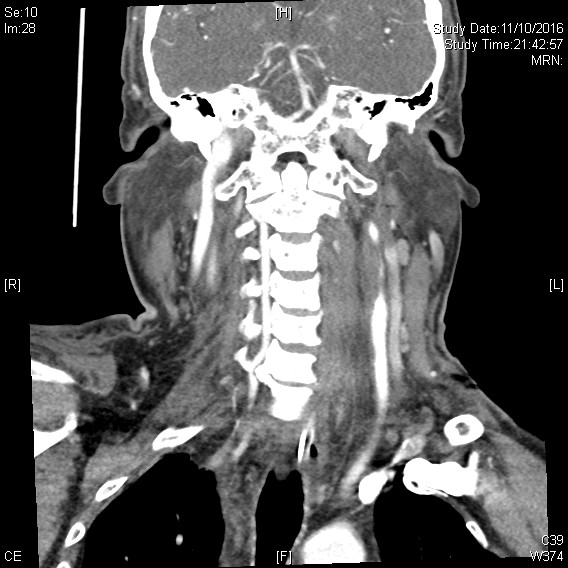 Se:10
Im:28
[H]
Study Date:11/10/2016
Study Time:21:42:57
MRN:
[R]
[L]
CE
[F]
C39
W374